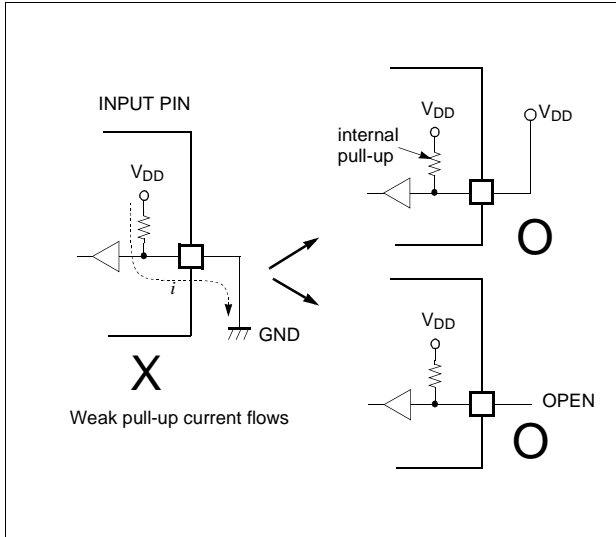 INPUT PIN
VDD
i
GND
X
Weak pull-up current flows
internal
pull-up
VDD
VDD
O
VDD
OPEN
O